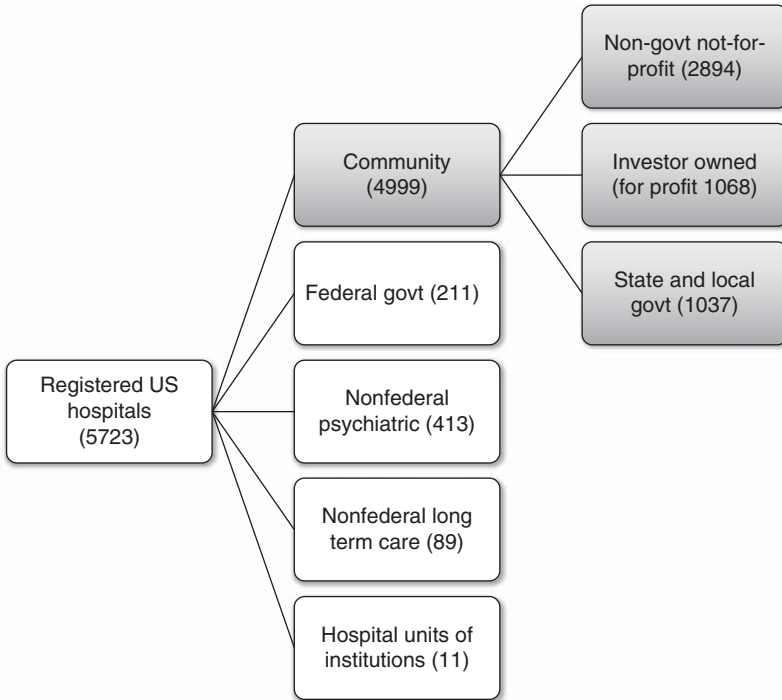 Registered US
hospitals
(5723)
Community
(4999)
Federal govt (211)
Nonfederal
psychiatric (413)
Nonfederal long
term care (89)
Hospital units of
institutions (11)
Non-govt not-for-
profit (2894)
Investor owned
(for profit 1068)
State and local
govt (1037)